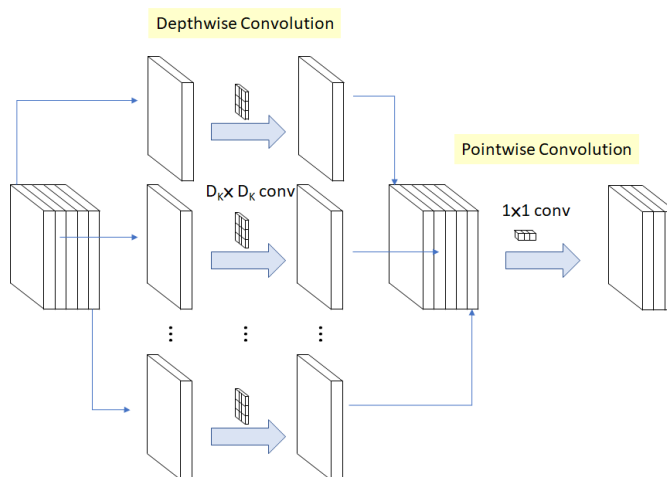 Depthwise Convolution
Pointwise Convolution
Dₖx Dₖ conv
1x1 conv